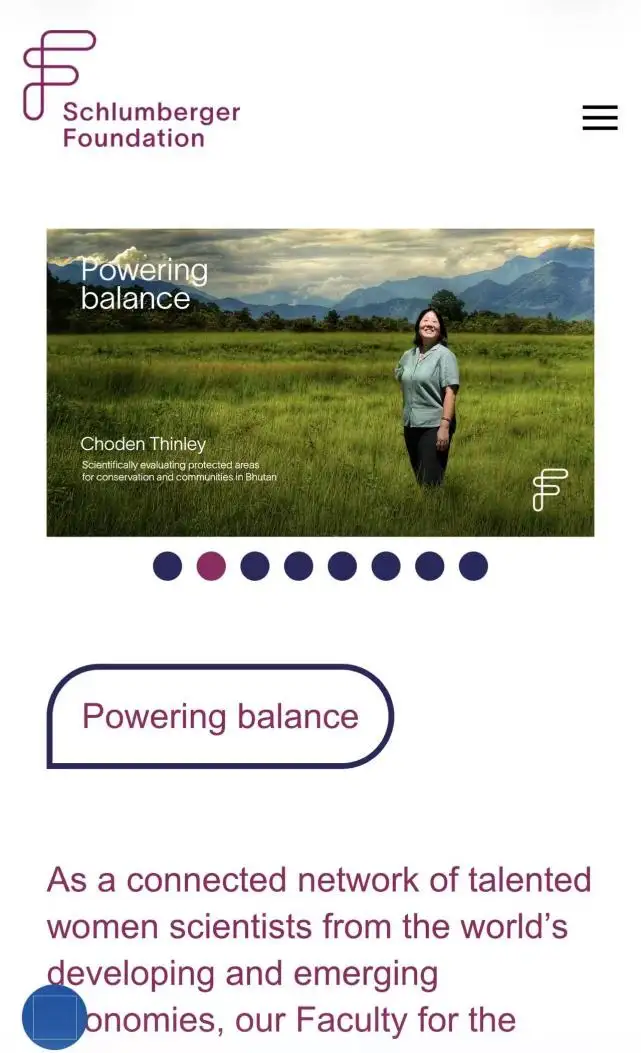 Schlumberger
Foundation
Powering
balance
Choden Thinley
Scientifically evaluating protected areas
for conservation and communities in Bhutan
Powering balance
As a connected network of talented
women scientists from the world’s
developing and emerging
onomies, our Faculty for the